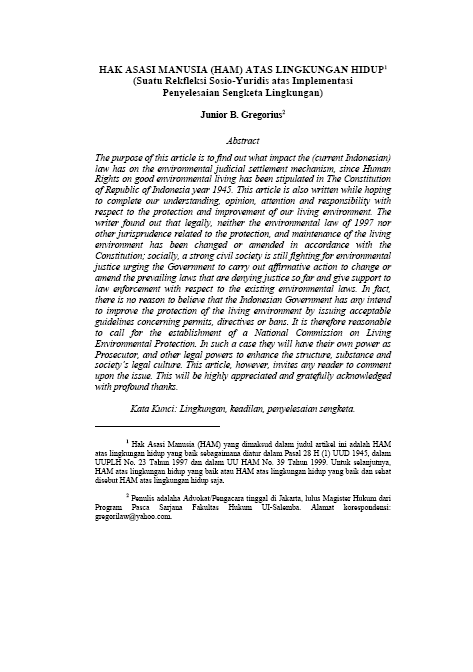 HAK ASASI MANUSIA (HAM) ATAS LINGKUNGAN HIDUP¹
(Suatu Rekfleksi Sosio-Yuridis atas Implementasi
Penyelesaian Sengketa Lingkungan)
Junior B. Gregorius²
Abstract
The purpose of this article is to find out what impact the (current Indonesian)
law has on the environmental judicial settlement mechanism, since Human
Rights on good environmental living has been stipulated in The Constitution
of Republic of Indonesia year 1945. This article is also written while hoping
to complete our understanding, opinion, attention and responsibility with
respect to the protection and improvement of our living environment. The
writer found out that legally, neither the environmental law of 1997 nor
other jurisprudence related to the protection, and maintenance of the living
environment has been changed or amended in accordance with the
Constitution; socially, a strong civil society is still fighting for environmental
justice urging the Government to carry out affirmative action to change or
amend the prevailing laws that are denying justice so far and give support to
law enforcement with respect to the existing environmental laws. In fact,
there is no reason to believe that the Indonesian Government has any intend
to improve the protection of the living environment by issuing acceptable
guidelines concerning permits, directives or bans. It is therefore reasonable
to call for the establishment of a National Commission on Living
Environmental Protection. In such a case they will have their own power as
Prosecutor, and other legal powers to enhance the structure, substance and
society's legal culture. This article, however, invites any reader to comment
upon the issue. This will be highly appreciated and gratefully acknowledged
with profound thanks.
Kata Kunci: Lingkungan, keadilan, penyelesaian sengketa.
¹ Hak Asasi Manusia (HAM) yang dimaksud dalam judul artikel ini adalah HAM
atas lingkungan hidup yang baik sebagaimana diatur dalam Pasal 28 H (1) UUD 1945, dalam
UUPLH No. 23 Tahun 1997 dan dalam UU HAM No. 39 Tahun 1999. Untuk selanjutnya,
HAM atas lingkungan hidup yang baik atau HAM atas lingkungan hidup yang baik dan sehat
disebut HAM atas lingkungan hidup saja.
² Penulis adalaha Advokat/Pengacara tinggal di Jakarta, lulus Magister Hukum dari
Program Pasca Sarjana Fakultas Hukum UI-Salemba. Alamat korespondensi:
gregorilaw@yahoo.com.